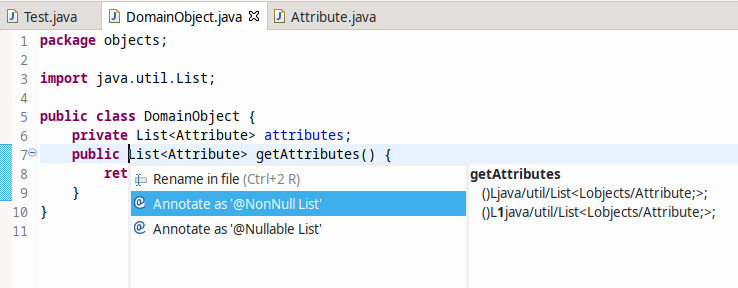 Test.java DomainObject.java Attribute.java
1 package objects;
2
3 import java.util.List;
4
5 public class DomainObject {
6 private List<Attribute> attributes;
7 public List<Attribute> getAttributes() {
8 ret
9 }
10 }
11
Rename in file (Ctrl+2 R)
Annotate as '@NonNull List'
Annotate as '@Nullable List'
getAttributes
()Ljava/util/List<Lobjects/Attribute;>;
()L1java/util/List<Lobjects/Attribute;>;